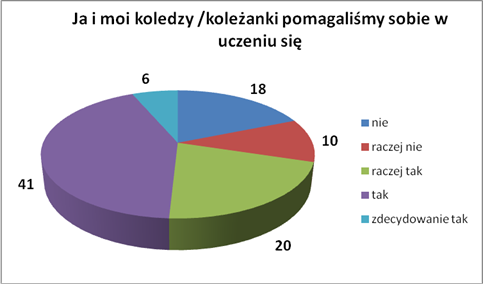 Ja i moi koledzy /koleżanki pomagaliśmy sobie w
uczeniu się
6
18
10
41
20
nie
raczej nie
raczej tak
tak
zdecydowanie tak